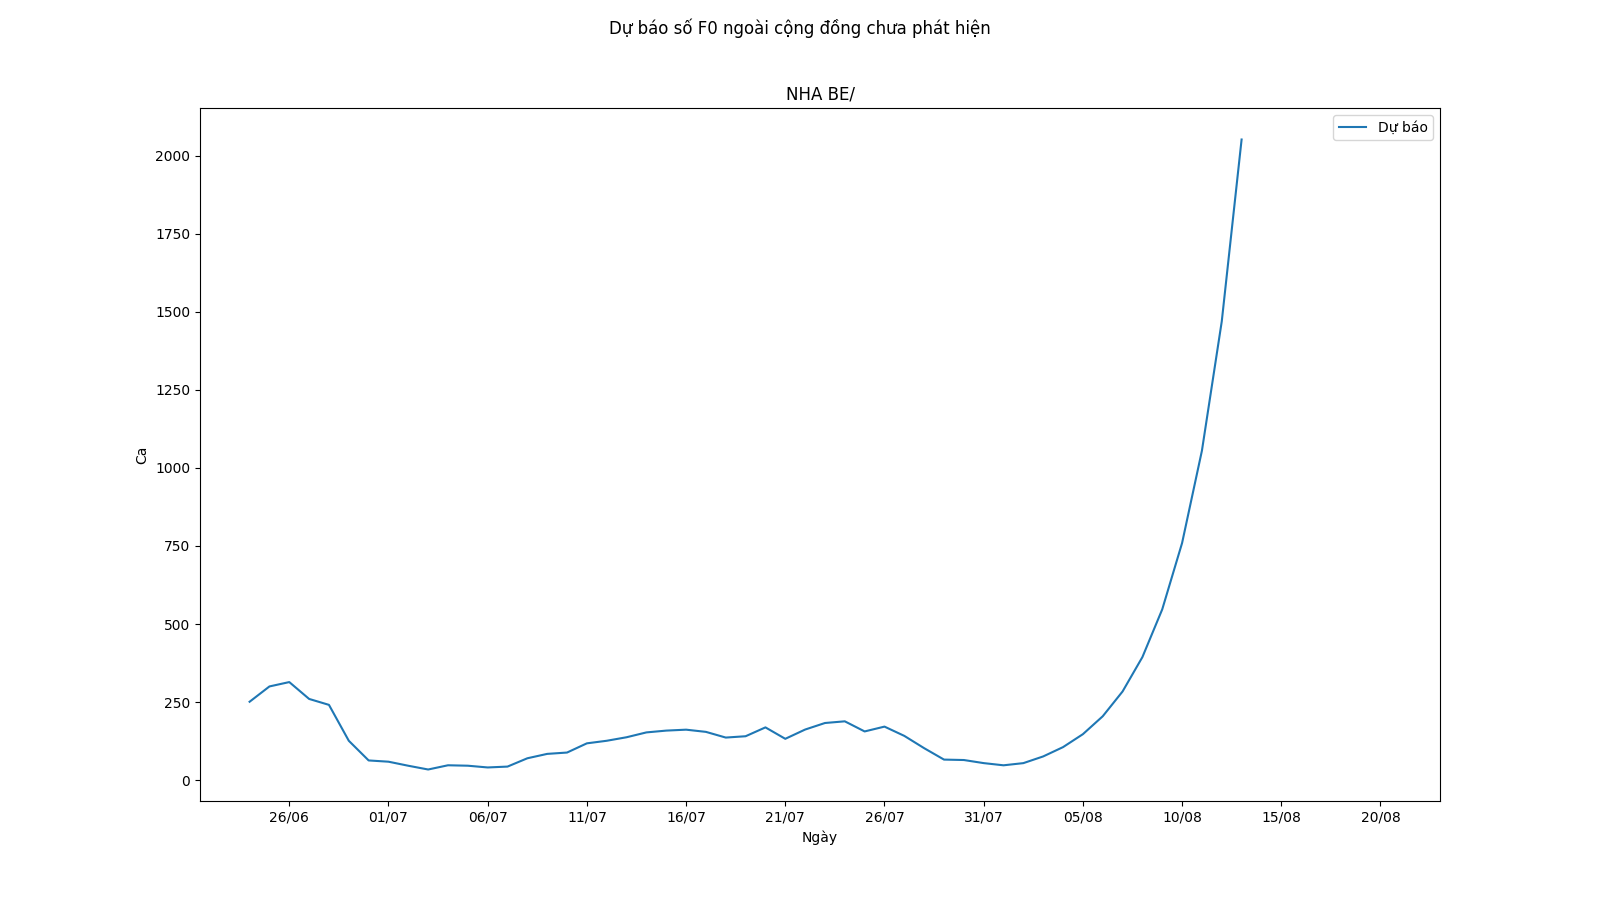 Dự báo số F0 ngoài cộng đồng chưa phát hiện
NHA BE/
Dự báo
2000
1750
1500
1250
1000
750
500
250
0
Ca
26/06 01/07 06/07 11/07 16/07 21/07 26/07 31/07 05/08 10/08 15/08 20/08
Ngày